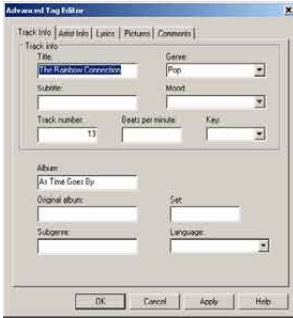 Advanced Tag Editor
Track Info Artist Info Lyrics Pictures Comments
Track info
Title: Genre:
The Rainbow Connection Pop
Subtitle: Mood:
Track number: Beats per minute: Key:
13
Album:
As Time Goes By
Original album: Set:
Subgenre: Language:
OK Cancel Apply Help